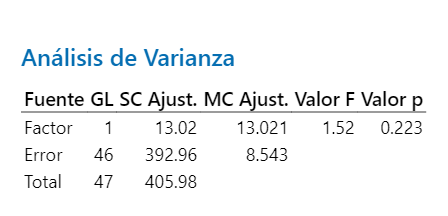 Análisis de Varianza
Fuente GL SC Ajust. MC Ajust. Valor F Valor p
Factor 1 13.02 13.021 1.52 0.223
Error 46 392.96 8.543
Total 47 405.98